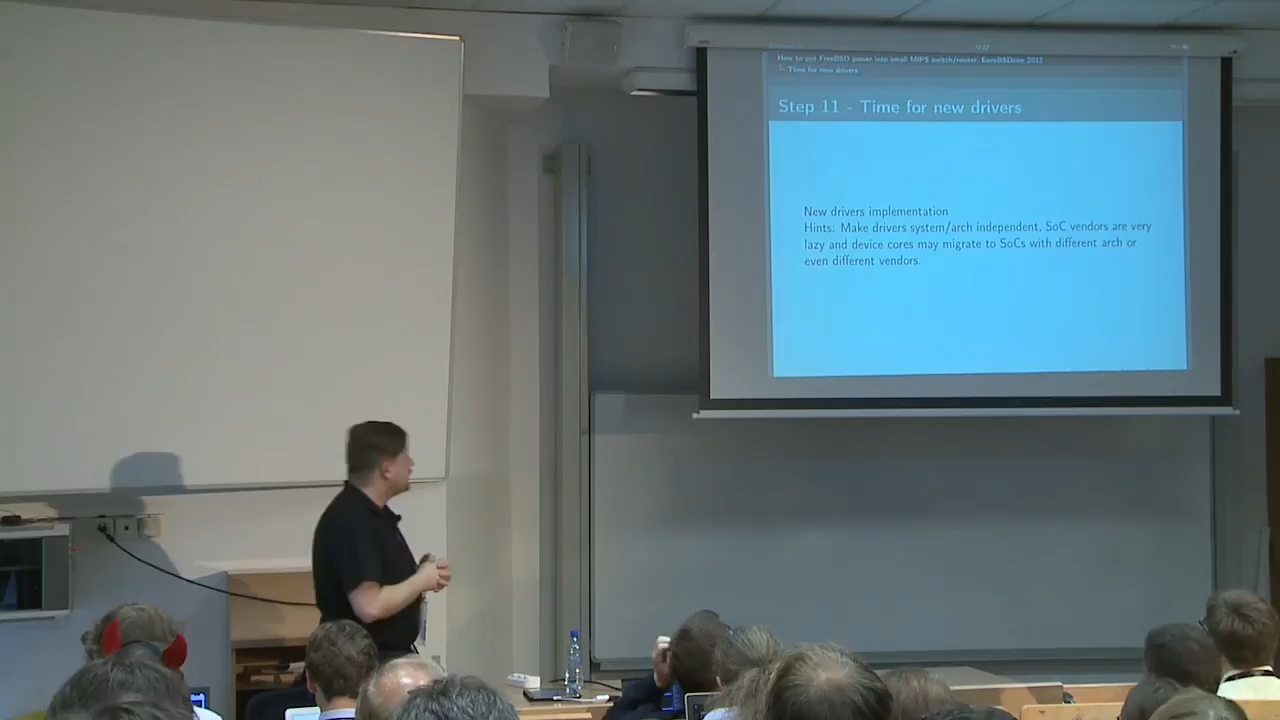 How to put FreeBSD power into small MIPS switch/router, EuroBSDcon 2012
Time for new drivers
Step 11 - Time for new drivers
New drivers implementation
Hints: Make drivers system/arch independent, SoC vendors are very
lazy and device cores may migrate to SoCs with different arch or
even different vendors.